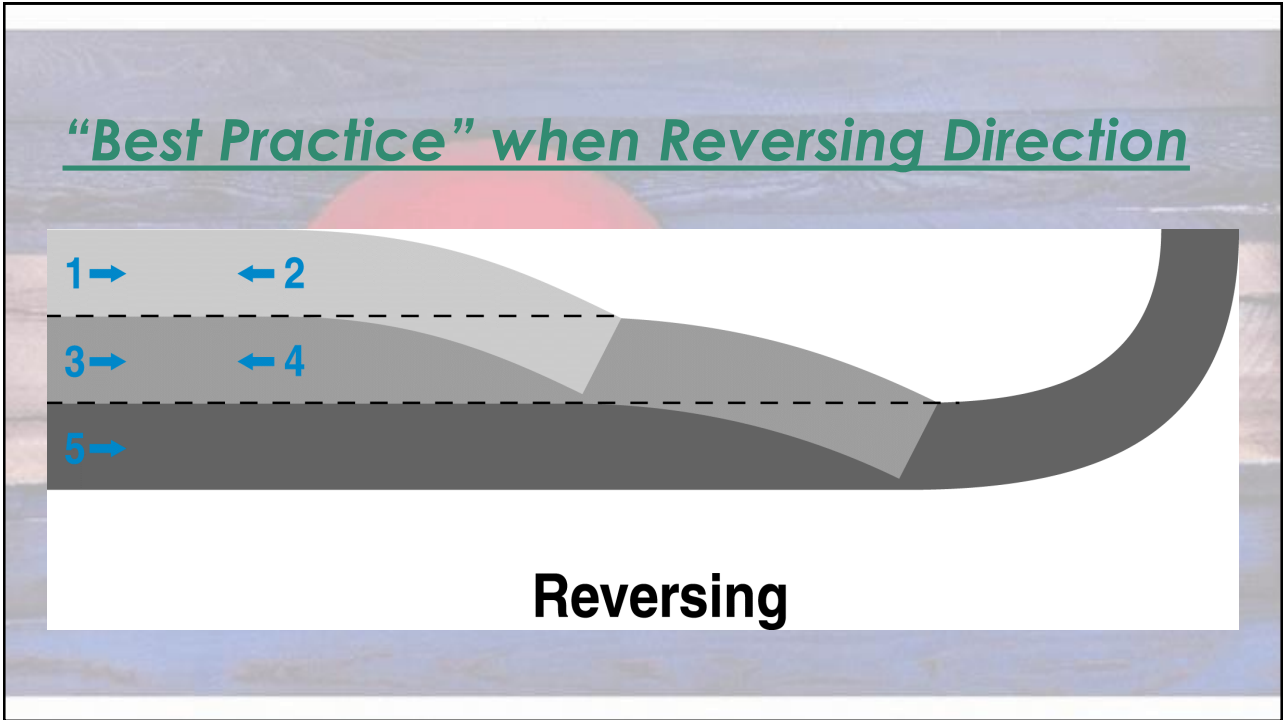 “Best Practice” when Reversing Direction
1→ ←2
3→ ←4
5→
Reversing